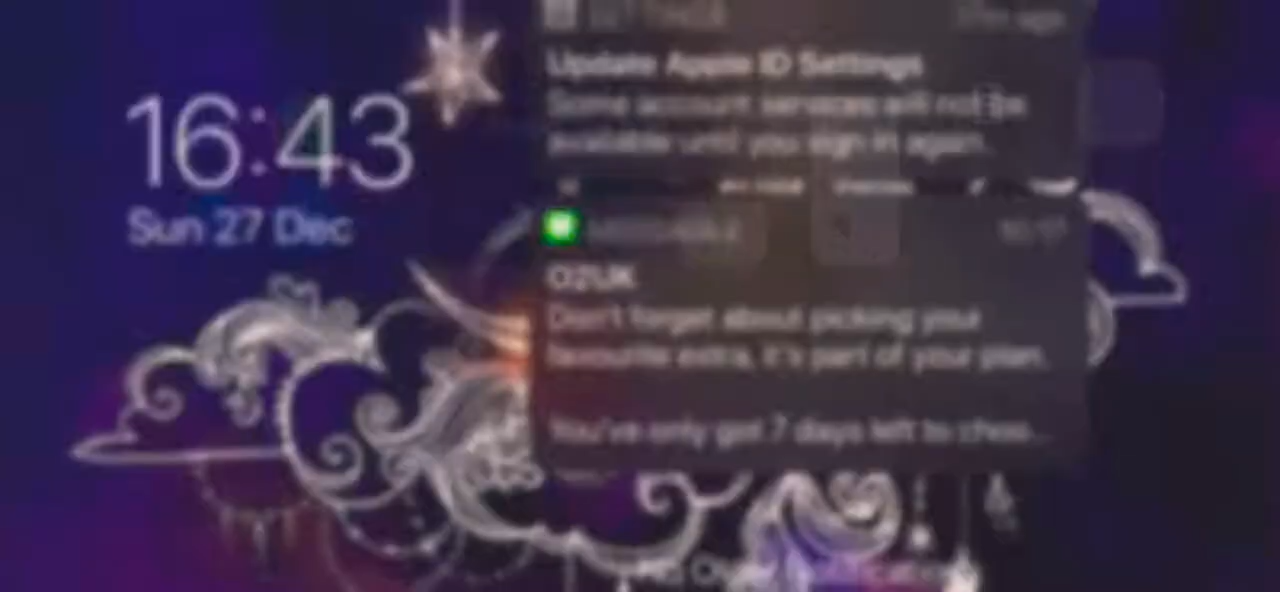 16:43
Sun 27 Dec
SETTINGS
Update Apple ID Settings
Some account services will not be
available until you sign in again.
MESSAGES
O2UK
Don't forget about picking your
favourite extra, it's part of your plan.
You've only got 7 days left to choo...